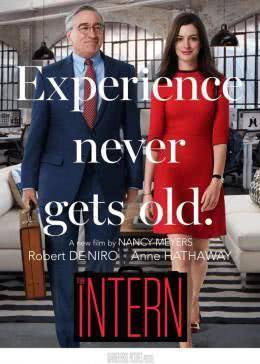 Experience
never
gets old.
A new film by NANCY MEYERS
Robert DE NIRO Anne HATHAWAY
THE
INTERN